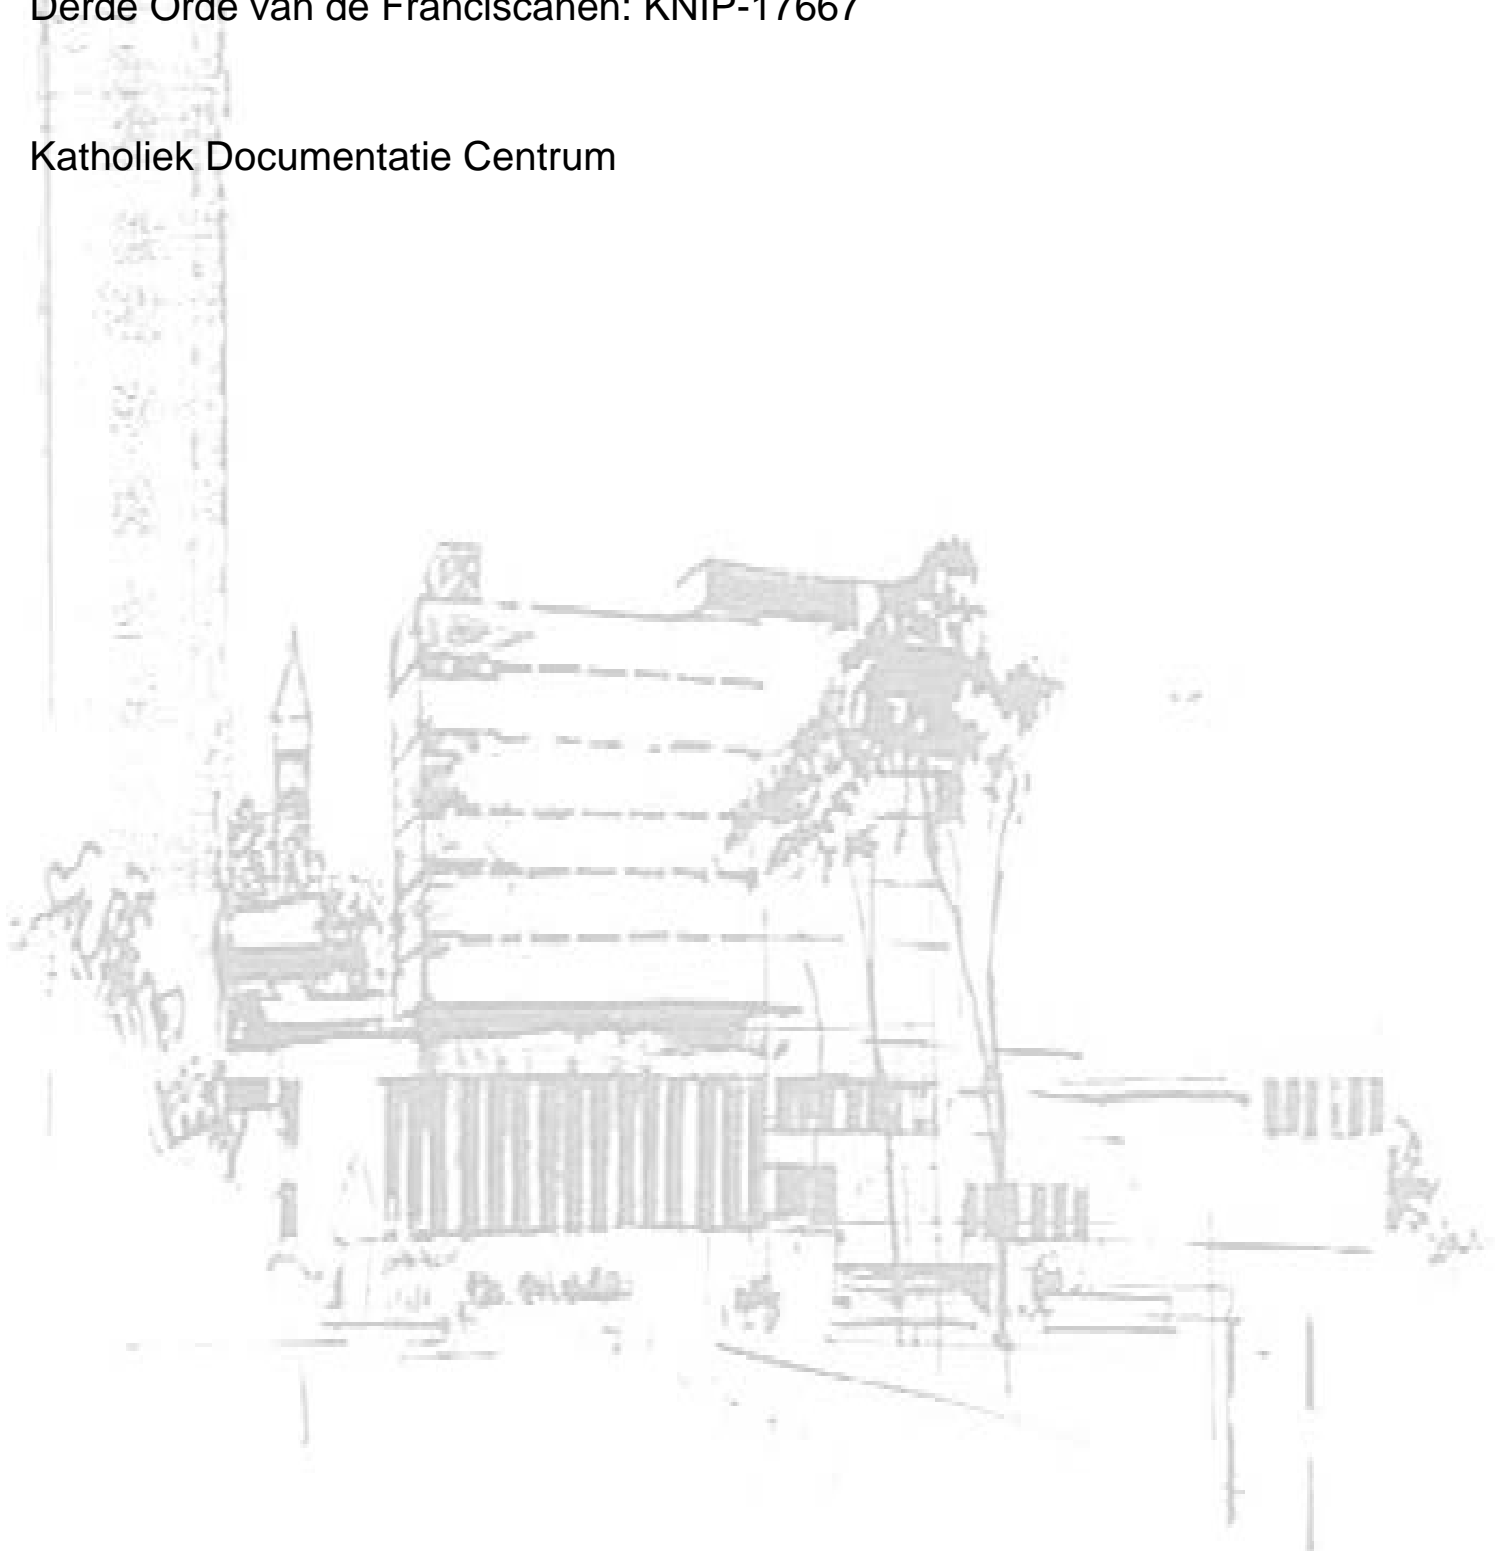 Derde Orde van de Franciscanen: KNIP-17667
Katholiek Documentatie Centrum